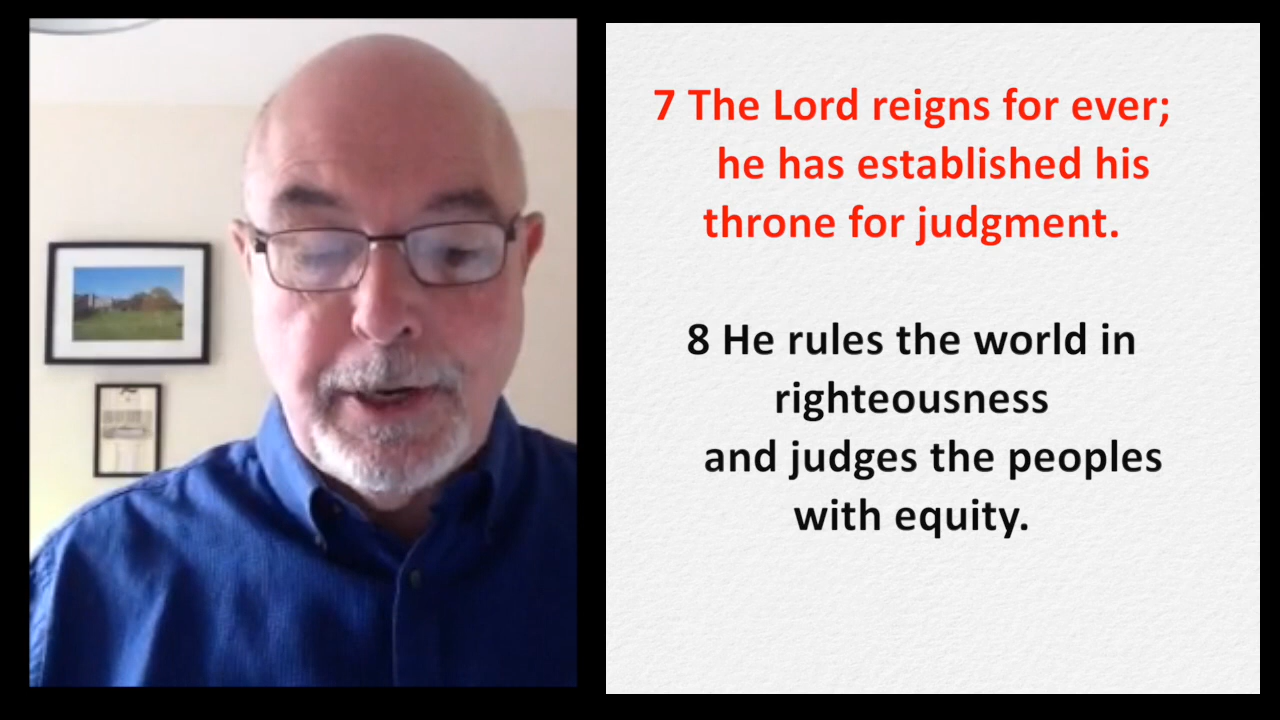 7 The Lord reigns for ever;
he has established his
throne for judgment.
8 He rules the world in
righteousness
and judges the peoples
with equity.